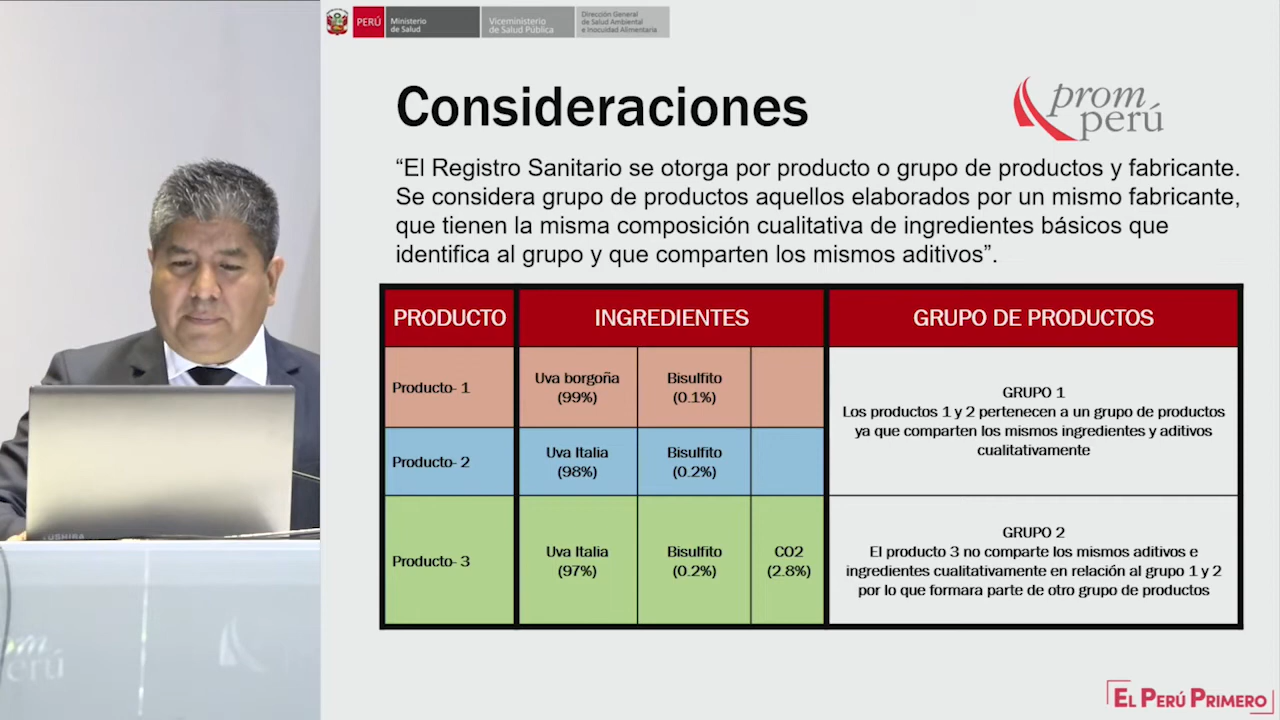 PERÚ
Ministerio
de Salud
Viceministerio
de Salud Pública
Dirección General
de Salud Ambiental
e Inocuidad Alimentaria
Consideraciones
prom
perú
“El Registro Sanitario se otorga por producto o grupo de productos y fabricante.
Se considera grupo de productos aquellos elaborados por un mismo fabricante,
que tienen la misma composición cualitativa de ingredientes básicos que
identifica al grupo y que comparten los mismos aditivos”.
PRODUCTO
INGREDIENTES
GRUPO DE PRODUCTOS
Producto- 1
Uva borgoña
(99%)
Bisulfito
(0.1%)
GRUPO 1
Los productos 1 y 2 pertenecen a un grupo de productos
ya que comparten los mismos ingredientes y aditivos
cualitativamente
Producto- 2
Uva Italia
(98%)
Bisulfito
(0.2%)
Producto- 3
Uva Italia
(97%)
Bisulfito
(0.2%)
CO2
(2.8%)
GRUPO 2
El producto 3 no comparte los mismos aditivos e
ingredientes cualitativamente en relación al grupo 1 y 2
por lo que formara parte de otro grupo de productos
TOSHIBA
perú
EL PERÚ PRIMERO